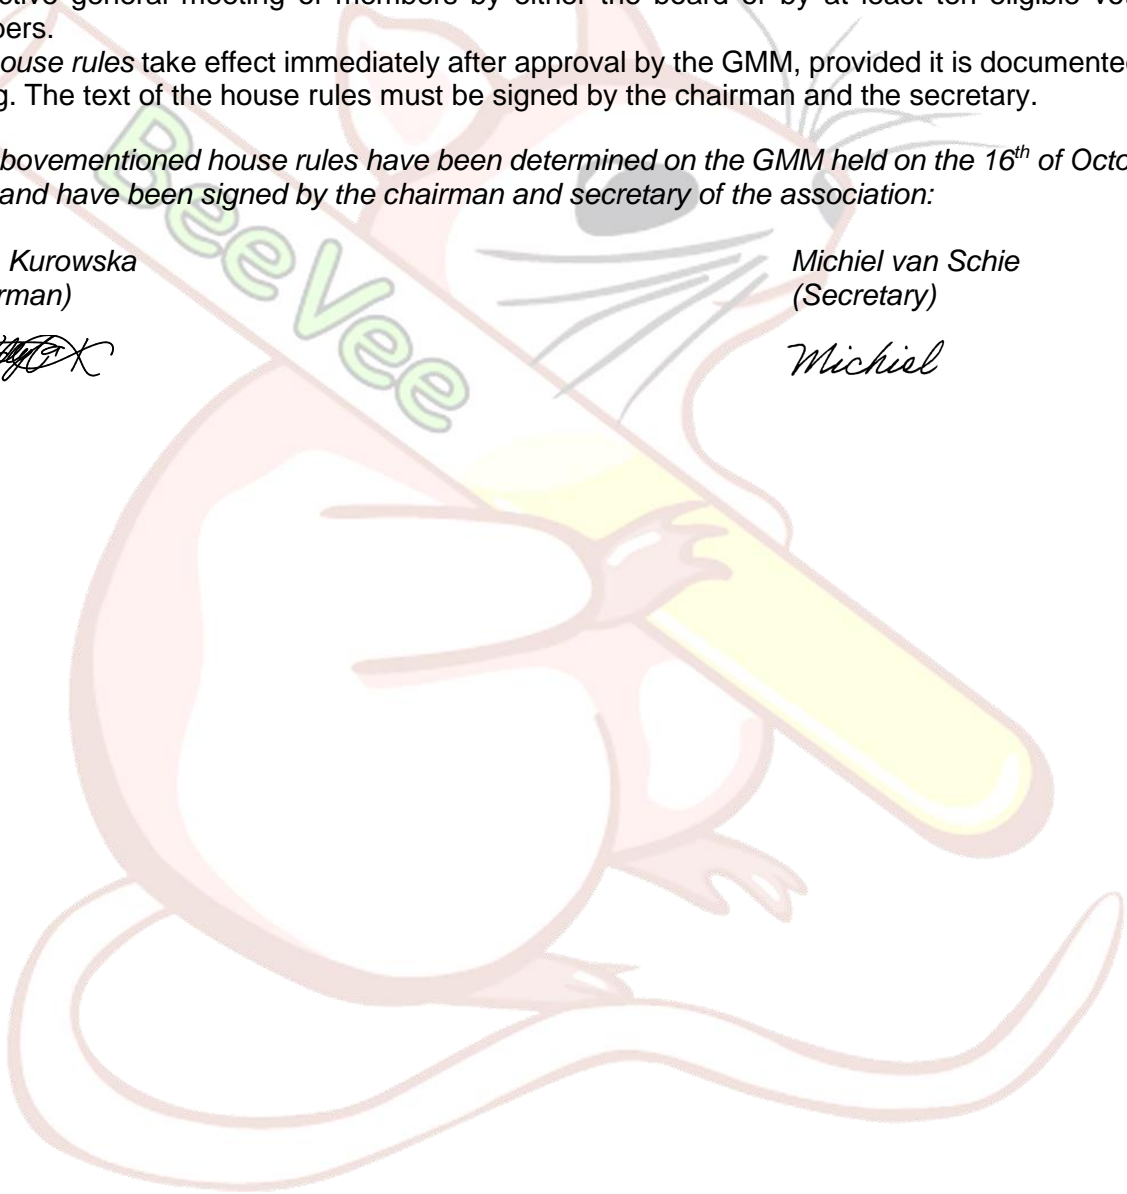 ctive general meeting of members by either the board or by at least ten eligible vot
bers.
ouse rules take effect immediately after approval by the GMM, provided it is documented
g. The text of the house rules must be signed by the chairman and the secretary.
bovementioned house rules have been determined on the GMM held on the 16th of Octo
and have been signed by the chairman and secretary of the association:
Kurowska
rman)
Michiel van Schie
(Secretary)
Michiel
BeeVee